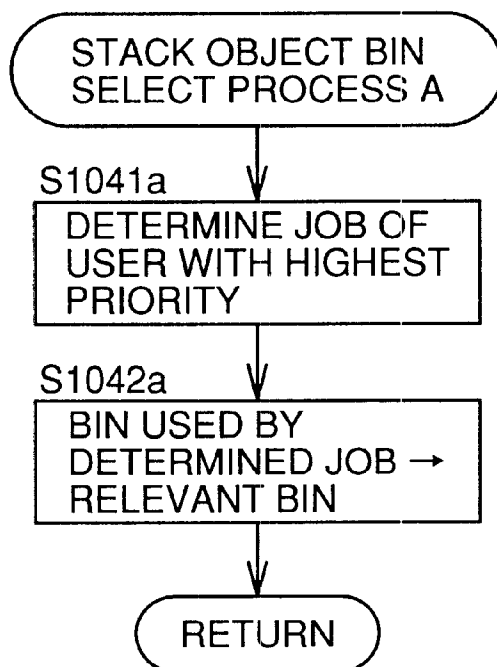 STACK OBJECT BIN
SELECT PROCESS A
S1041a
DETERMINE JOB OF
USER WITH HIGHEST
PRIORITY
S1042a
BIN USED BY
DETERMINED JOB →
RELEVANT BIN
RETURN